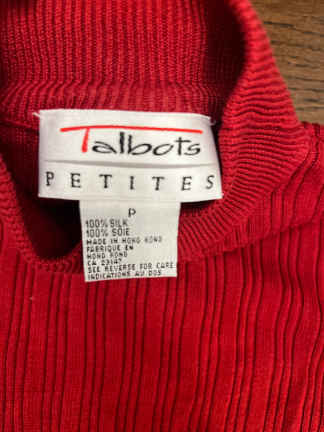 Talbots
PETITES
P
100% SILK
100% SOIE
MADE IN HONG KONG
FABRIQUE EN
HONG KONG
CA 23147
SEE REVERSE FOR CARE
INDICATIONS AU DOS